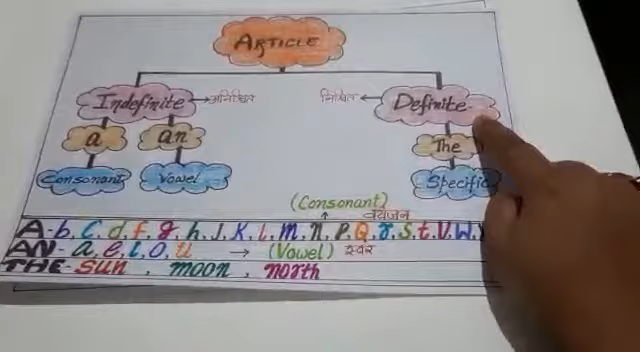 ARTICLE
Indefinite → अनिश्चित निश्चित ← Definite
a an The
Consonant Vowel Specific
(Consonant)
व्यंजन
A - b, C, d, f, g, h, J, K, l, m, n, P, Q, r, S, t, V, W,
AN - a, e, i, O, u → (Vowel) स्वर
THE - Sun, moon, north